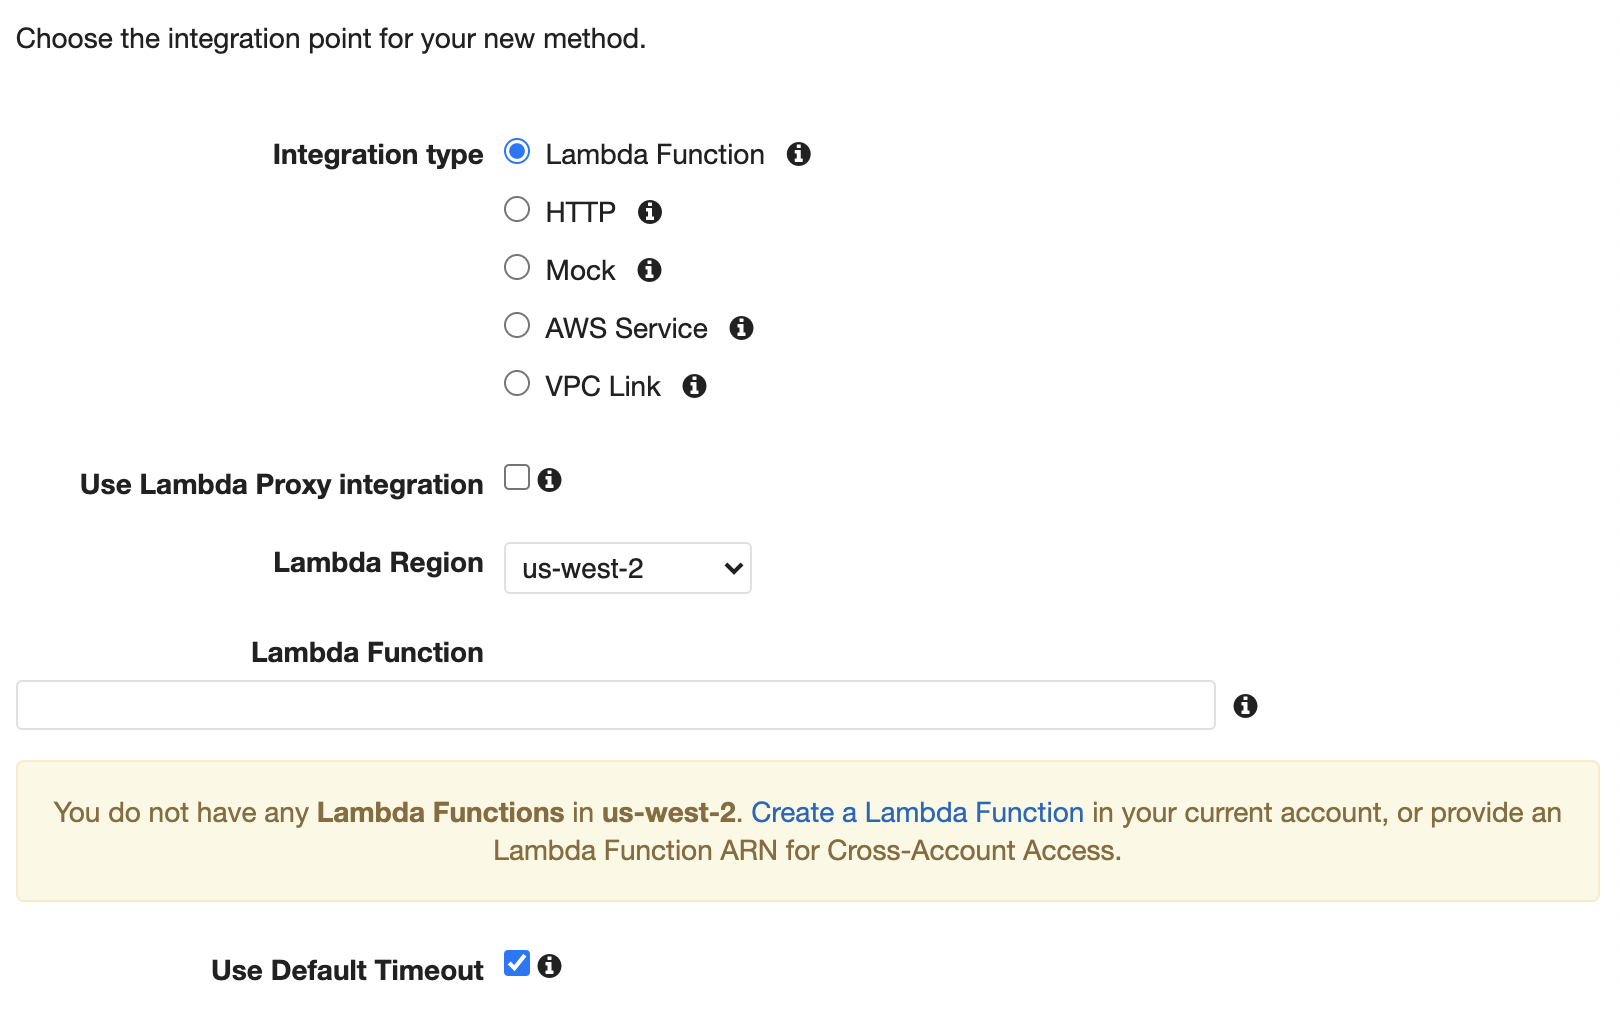 Choose the integration point for your new method.
Integration type Lambda Function
HTTP
Mock
AWS Service
VPC Link
Use Lambda Proxy integration
Lambda Region us-west-2
Lambda Function
You do not have any Lambda Functions in us-west-2. Create a Lambda Function in your current account, or provide an
Lambda Function ARN for Cross-Account Access.
Use Default Timeout